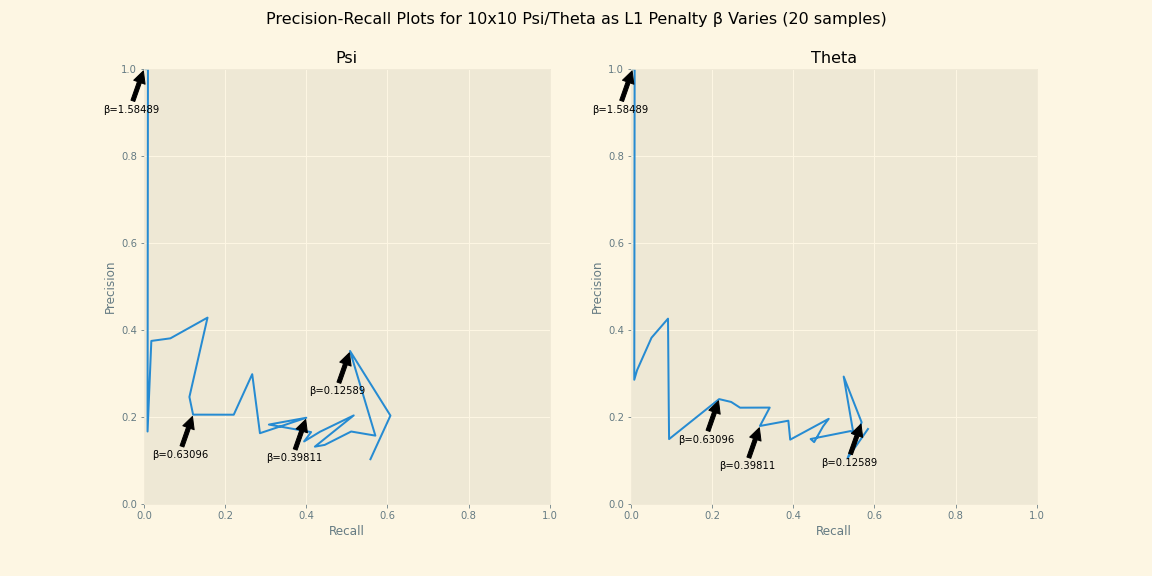 Precision-Recall Plots for 10x10 Psi/Theta as L1 Penalty β Varies (20 samples)
Psi
1.0
0.8
0.6
0.4
0.2
0.0
Precision
β=1.58489
β=0.12589
β=0.63096
β=0.39811
0.0 0.2 0.4 0.6 0.8 1.0
Recall
Theta
1.0
0.8
0.6
0.4
0.2
0.0
Precision
β=1.58489
β=0.63096
β=0.12589
β=0.39811
0.0 0.2 0.4 0.6 0.8 1.0
Recall